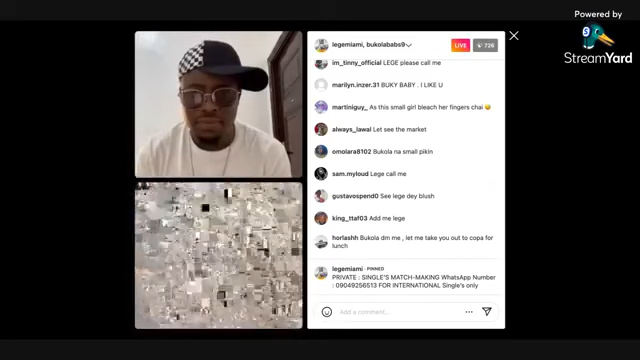 Powered by
StreamYard
legemiami, bukolababs9
LIVE
726
im_tinny_official LEGE please call me
marilyn.inzer.31 BUKY BABY . I LIKE U
martiniguy_ As this small girl bleach her fingers chai 😏
always_lawal Let see the market
omolara8102 Bukola na small pikin
sam.myloud Lege call me
gustavospend0 See lege dey blush
king_ttaf03 Add me lege
horlashh Bukola dm me , let me take you out to copa for
lunch
legemiami · PINNED
PRIVATE : SINGLE'S MATCH-MAKING WhatsApp Number
: 09049256513 FOR INTERNATIONAL Single's only
Add a comment...